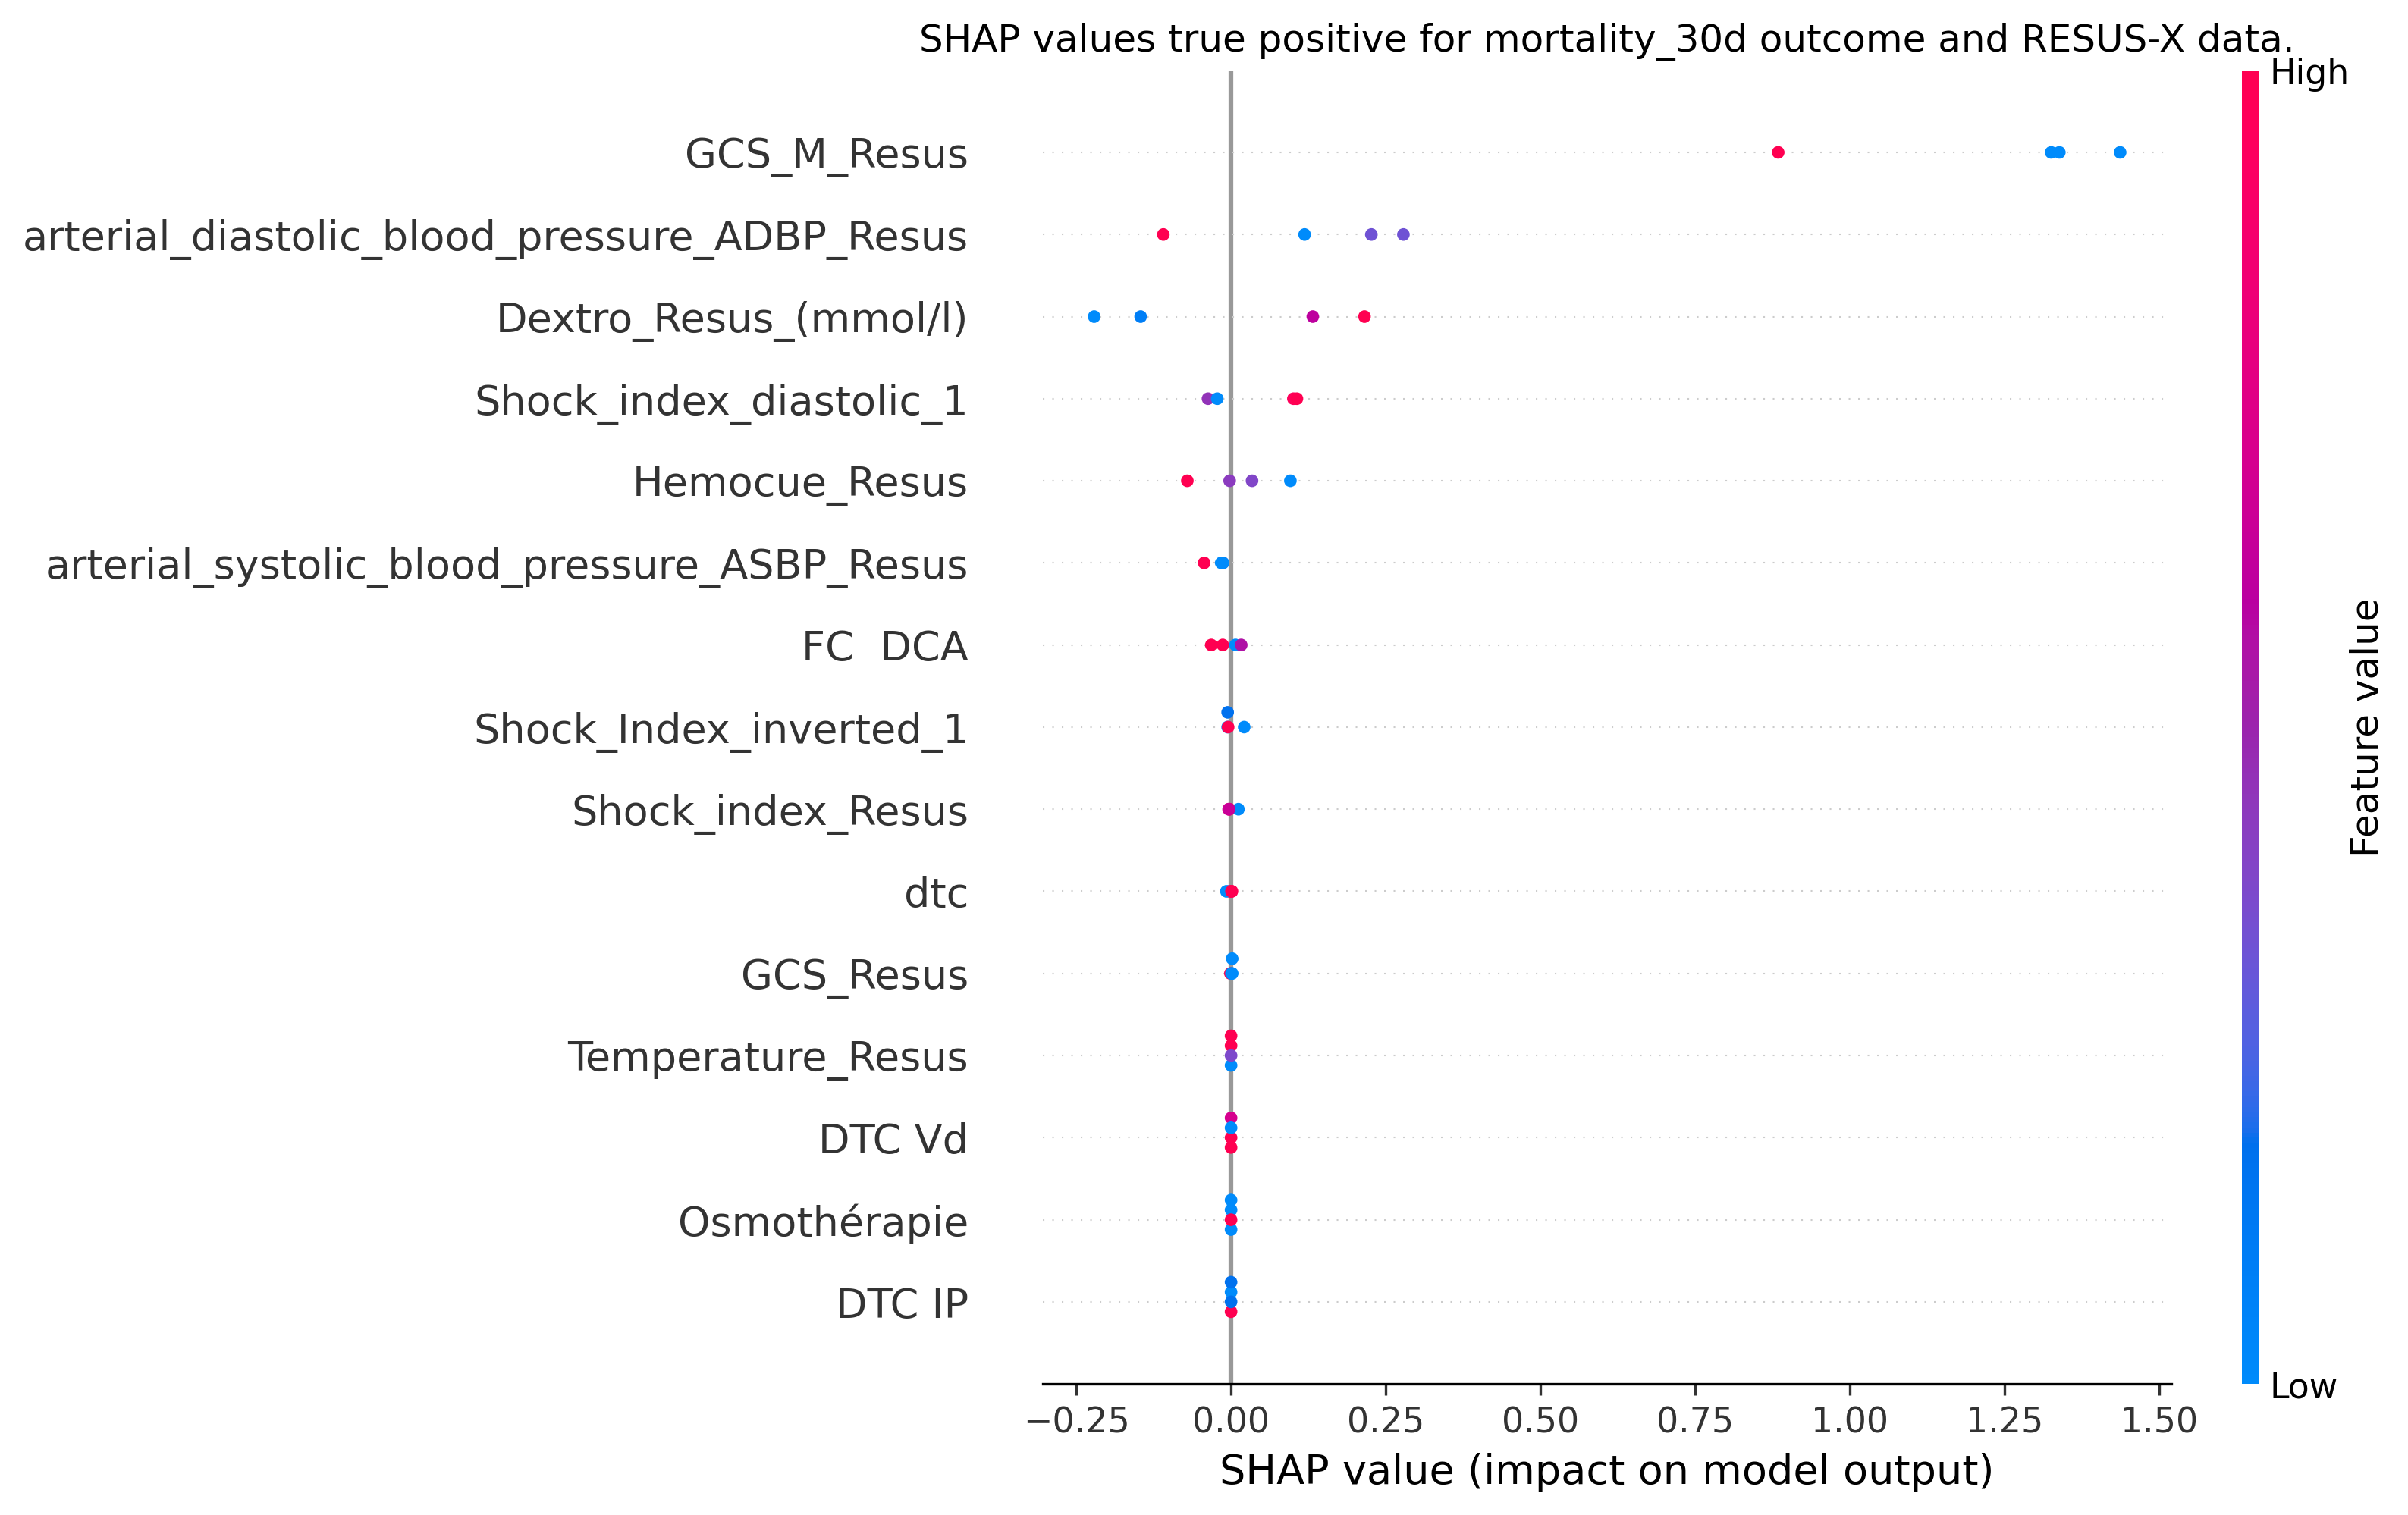 SHAP values true positive for mortality_30d outcome and RESUS-X data.
High
GCS_M_Resus
arterial_diastolic_blood_pressure_ADBP_Resus
Dextro_Resus_(mmol/l)
Shock_index_diastolic_1
Hemocue_Resus
arterial_systolic_blood_pressure_ASBP_Resus
FC  DCA
Shock_Index_inverted_1
Shock_index_Resus
dtc
GCS_Resus
Temperature_Resus
DTC Vd
Osmothérapie
DTC IP
Feature value
Low
−0.25 0.00 0.25 0.50 0.75 1.00 1.25 1.50
SHAP value (impact on model output)